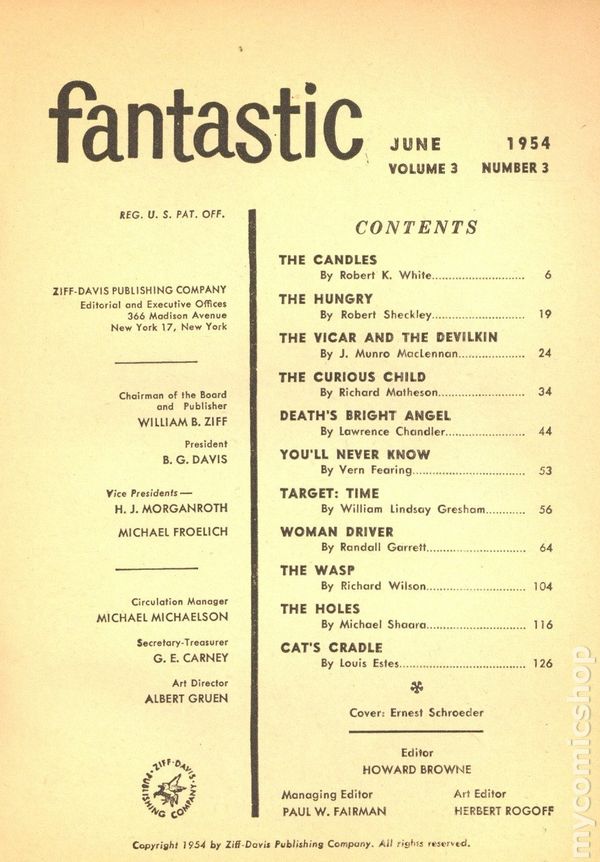 fantastic
JUNE 1954
VOLUME 3 NUMBER 3
REG. U. S. PAT. OFF.
ZIFF-DAVIS PUBLISHING COMPANY
Editorial and Executive Offices
366 Madison Avenue
New York 17, New York
Chairman of the Board
and Publisher
WILLIAM B. ZIFF
President
B. G. DAVIS
Vice Presidents—
H. J. MORGANROTH
MICHAEL FROELICH
Circulation Manager
MICHAEL MICHAELSON
Secretary-Treasurer
G. E. CARNEY
Art Director
ALBERT GRUEN
ZIFF-DAVIS PUBLISHING COMPANY
CONTENTS
THE CANDLES
By Robert K. White............................ 6
THE HUNGRY
By Robert Sheckley............................ 19
THE VICAR AND THE DEVILKIN
By J. Munro MacLennan.................... 24
THE CURIOUS CHILD
By Richard Matheson.......................... 34
DEATH'S BRIGHT ANGEL
By Lawrence Chandler........................ 44
YOU'LL NEVER KNOW
By Vern Fearing.................................. 53
TARGET: TIME
By William Lindsay Gresham............ 56
WOMAN DRIVER
By Randall Garrett.............................. 64
THE WASP
By Richard Wilson.............................. 104
THE HOLES
By Michael Shaara.............................. 116
CAT'S CRADLE
By Louis Estes...................................... 126
Cover: Ernest Schroeder
Editor
HOWARD BROWNE
Managing Editor
PAUL W. FAIRMAN
Art Editor
HERBERT ROGOFF
Copyright 1954 by Ziff-Davis Publishing Company. All rights reserved.
mycomicshop